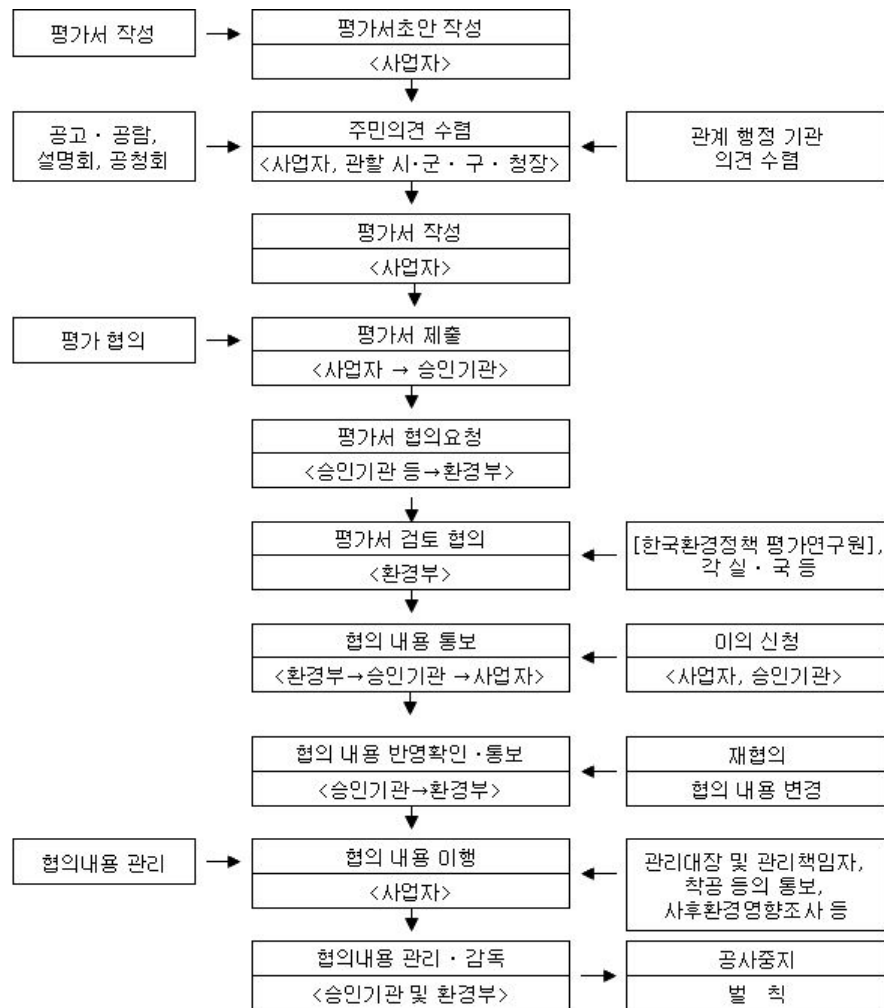 평가서 작성
평가서초안 작성
<사업자>
공고 · 공람,
설명회, 공청회
주민의견 수렴
<사업자, 관할 시·군 · 구 · 청장>
관계 행정 기관
의견 수렴
평가서 작성
<사업자>
평가 협의
평가서 제출
<사업자 → 승인기관>
평가서 협의요청
<승인기관 등→환경부>
평가서 검토 협의
<환경부>
[한국환경정책 평가연구원],
각 실 · 국 등
협의 내용 통보
<환경부→승인기관 →사업자>
이의 신청
<사업자, 승인기관>
협의 내용 반영확인 ·통보
<승인기관→환경부>
재협의
협의 내용 변경
협의내용 관리
협의 내용 이행
<사업자>
관리대장 및 관리책임자,
착공 등의 통보,
사후환경영향조사 등
협의내용 관리 · 감독
<승인기관 및 환경부>
공사중지
벌 칙